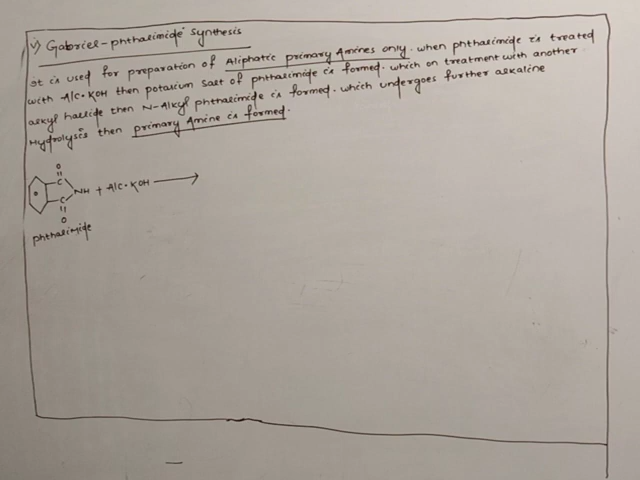 v) Gabriel-phthalimide synthesis
It is used for preparation of Aliphatic primary Amines only. when phthalimide is treated
with Alc. KOH then potasium salt of phthalimide is formed. which on treatment with another
alkyl halide then N-Alkyl phthalimide is formed. which undergoes further alkaline
Hydrolysis then primary Amine is formed.
O
C
NH + Alc. KOH
C
O
phthalimide